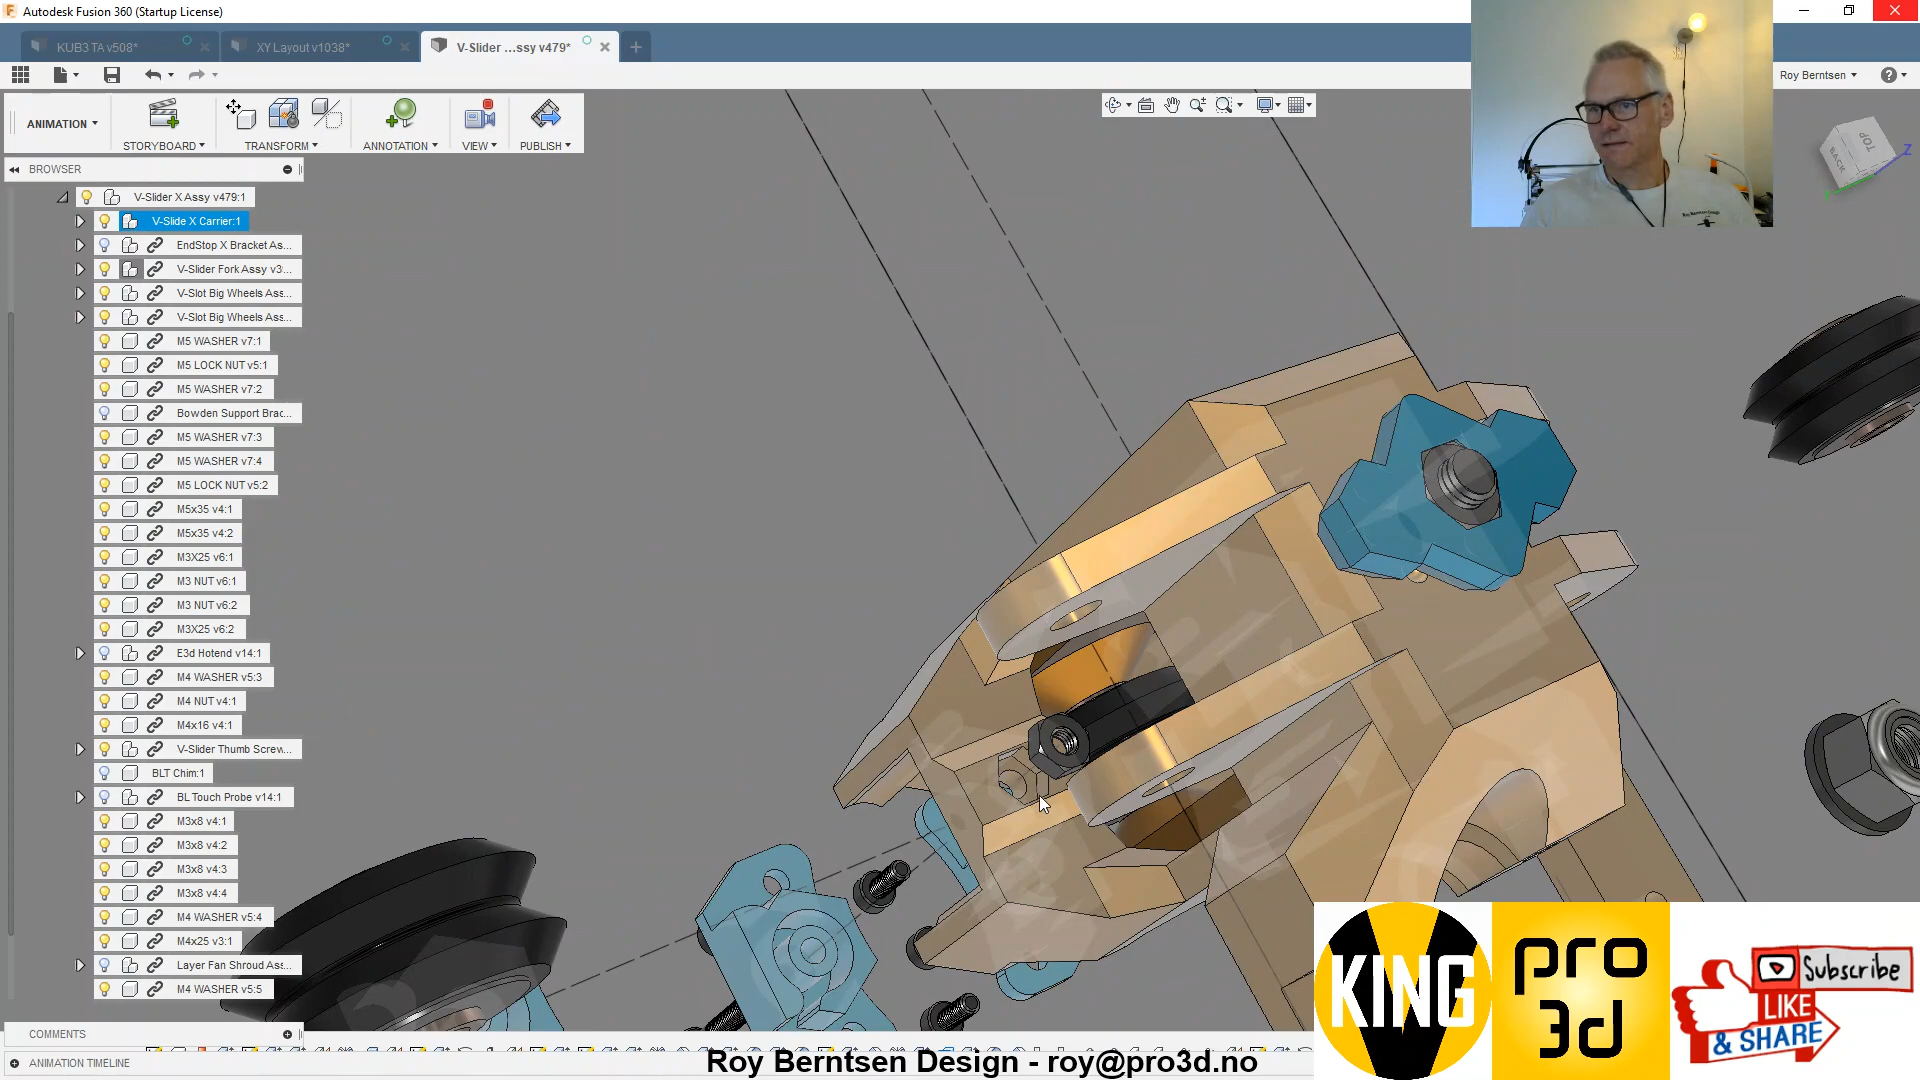 Autodesk Fusion 360 (Startup License)
KUB3 TA v508*
XY Layout v1038*
V-Slider ...ssy v479*
Roy Berntsen
ANIMATION
STORYBOARD
TRANSFORM
ANNOTATION
VIEW
PUBLISH
TOP
BACK
Z
BROWSER
V-Slider X Assy v479:1
V-Slide X Carrier:1
EndStop X Bracket As...
V-Slider Fork Assy v3:...
V-Slot Big Wheels Ass...
V-Slot Big Wheels Ass...
M5 WASHER v7:1
M5 LOCK NUT v5:1
M5 WASHER v7:2
Bowden Support Brac...
M5 WASHER v7:3
M5 WASHER v7:4
M5 LOCK NUT v5:2
M5x35 v4:1
M5x35 v4:2
M3X25 v6:1
M3 NUT v6:1
M3 NUT v6:2
M3X25 v6:2
E3d Hotend v14:1
M4 WASHER v5:3
M4 NUT v4:1
M4x16 v4:1
V-Slider Thumb Screw...
BLT Chim:1
BL Touch Probe v14:1
M3x8 v4:1
M3x8 v4:2
M3x8 v4:3
M3x8 v4:4
M4 WASHER v5:4
M4x25 v3:1
Layer Fan Shroud Ass...
M4 WASHER v5:5
COMMENTS
ANIMATION TIMELINE
KING
pro
3d
Subscribe
LIKE
& SHARE
Roy Berntsen Design - roy@pro3d.no